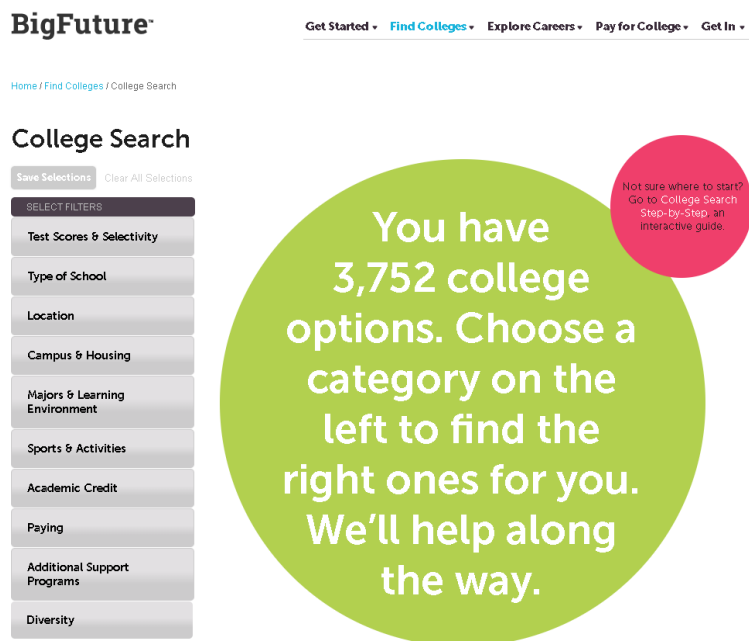 BigFuture™
Get Started Find Colleges Explore Careers Pay for College Get In
Home / Find Colleges / College Search
College Search
Save Selections Clear All Selections
SELECT FILTERS
Test Scores & Selectivity
Type of School
Location
Campus & Housing
Majors & Learning
Environment
Sports & Activities
Academic Credit
Paying
Additional Support
Programs
Diversity
Not sure where to start?
Go to College Search
Step-by-Step, an
interactive guide.
You have
3,752 college
options. Choose a
category on the
left to find the
right ones for you.
We'll help along
the way.